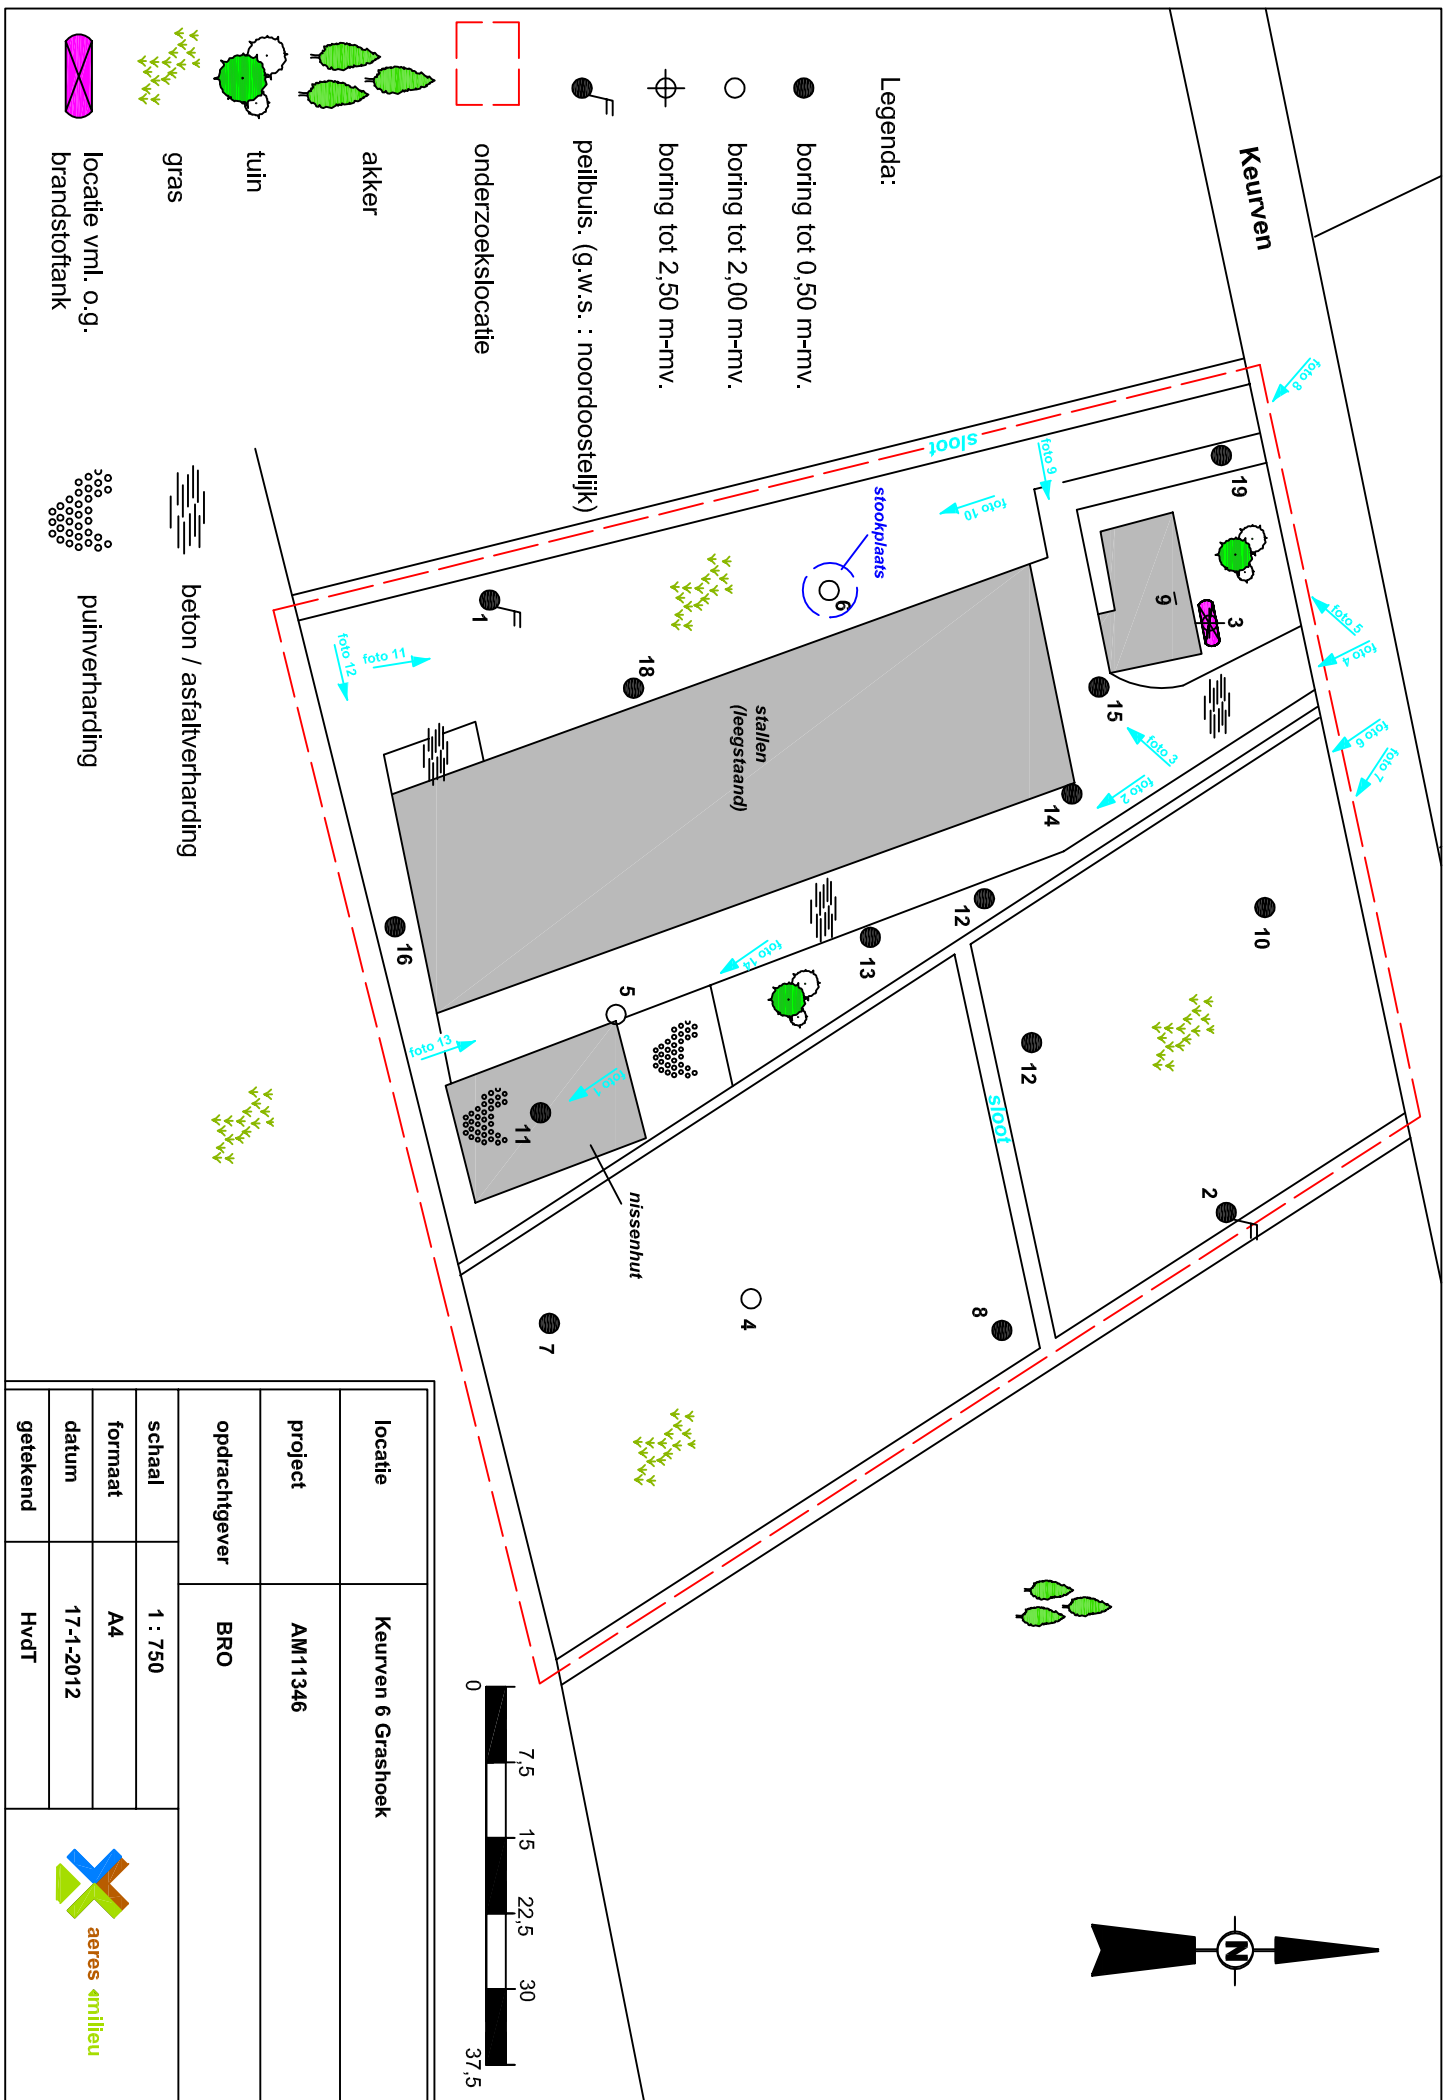 Keurven
Legenda:
boring tot 0,50 m-mv.
boring tot 2,00 m-mv.
boring tot 2,50 m-mv.
peilbuis. (g.w.s. : noordoostelijk)
onderzoekslocatie
akker
tuin
gras
locatie vml. o.g.
brandstoftank
beton / asfaltverharding
puinverharding
foto 8
foto 5
foto 4
foto 6
foto 7
19
3
6
15
foto 3
foto 2
foto 9
foto 10
sloot
stookplaats
6
stallen
(leegstaand)
14
12
13
10
12
sloot
2
8
4
7
1
18
foto 11
foto 12
16
foto 14
5
foto 13
foto 1
11
nissenhut
N
0
7,5
15
22,5
30
37,5
locatie
Keurven 6 Grashoek
project
AM11346
opdrachtgever
BRO
schaal
1 : 750
formaat
A4
datum
17-1-2012
getekend
HvdT
aeres milieu